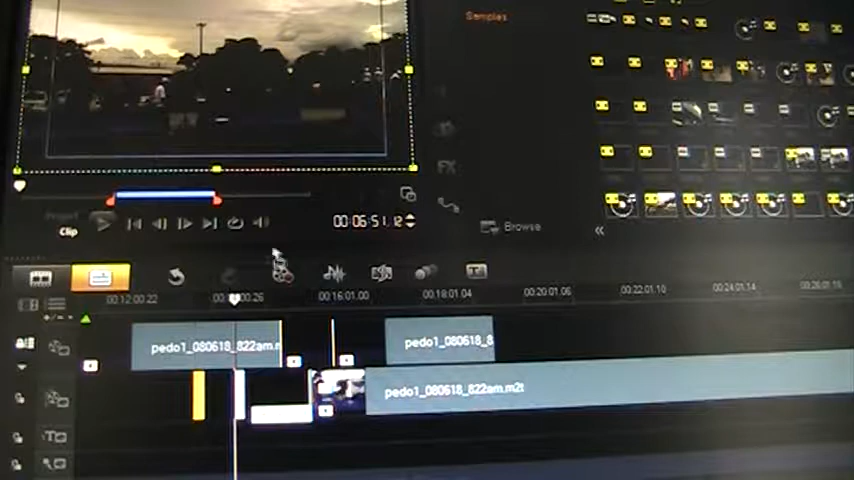 Samples
FX
Project
Clip
00:06:51.12
Browse
00:12:00.22
00:16:01.00
00:18:01.04
00:20:01.06
00:22:01.10
00:24:01.14
00:26:01.16
pedo1_080618_822am.m
pedo1_080618_8
pedo1_080618_822am.m2t